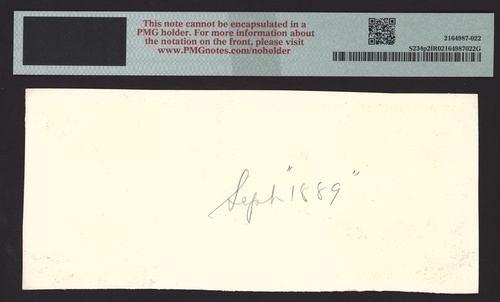 This note cannot be encapsulated in a
PMG holder. For more information about
the notation on the front, please visit
www.PMGnotes.com/noholder
2164987-022
S234p2IR02164987022G
Sept "1889"